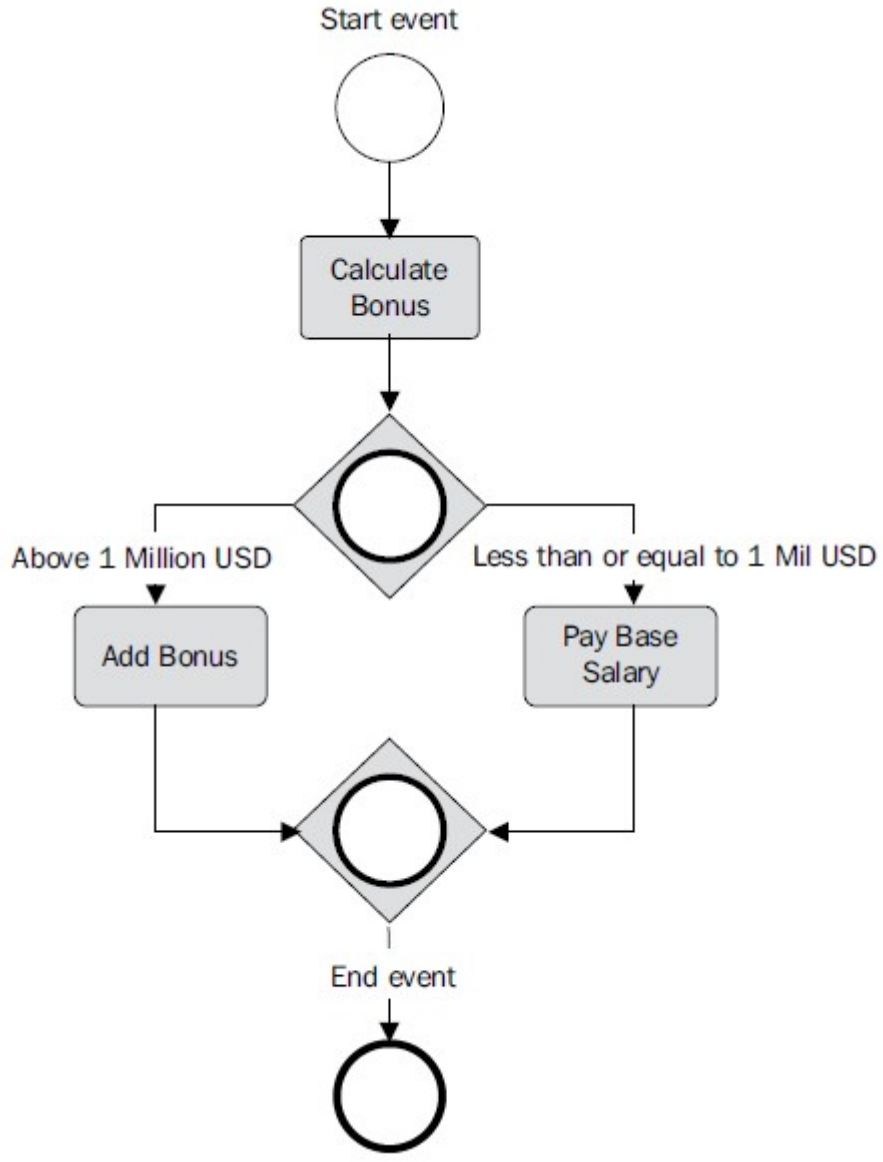 Start event
Calculate
Bonus
Above 1 Million USD
Less than or equal to 1 Mil USD
Add Bonus
Pay Base
Salary
End event